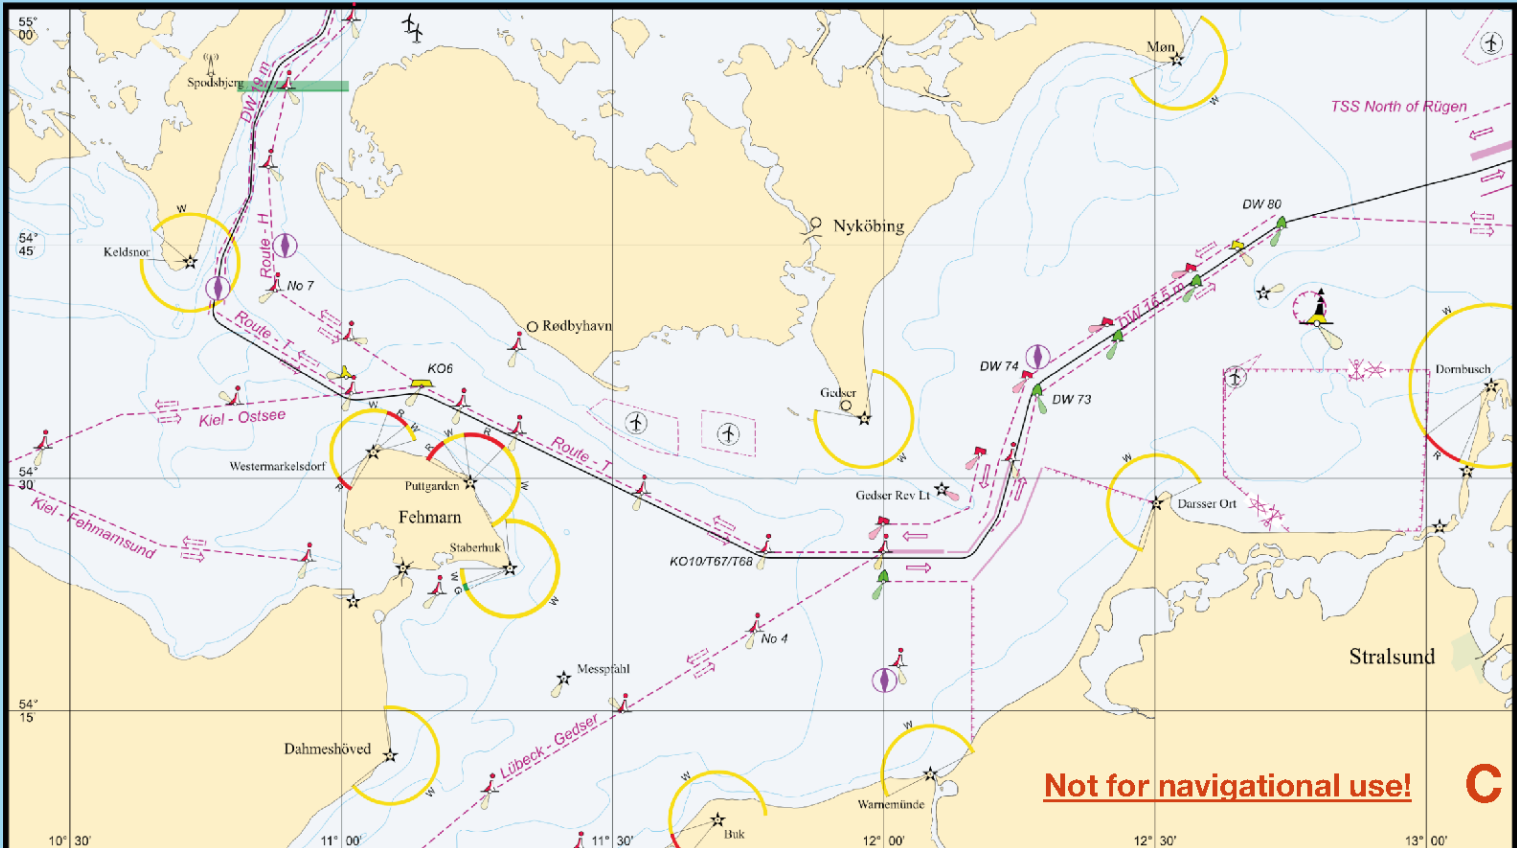 55°
00'
Møn
W
Spodsbjerg
DW 19 m
TSS North of Rügen
W
DW 80
Nyköbing
54°
45'
Keldsnor
Route - H
No 7
DW 16.5 m
W
Route - T
Rødbyhavn
KO6
DW 74
Dornbusch
Gedser
DW 73
Kiel - Ostsee
W
R
W
W
R
R
W
Route - T
W
W
R
Westermarkelsdorf
R
Puttgarden
W
54°
30'
Gedser Rev Lt
Darsser Ort
Kiel - Fehmarnsund
Fehmarn
Staberhuk
KO10/T67/T68
W
G
W
No 4
Stralsund
Messpfahl
54°
15'
Lübeck - Gedser
Dahmeshöved
W
W
W
Not for navigational use!
C
Warnemünde
Buk
10° 30'
11° 00'
11° 30'
12° 00'
12° 30'
13° 00'